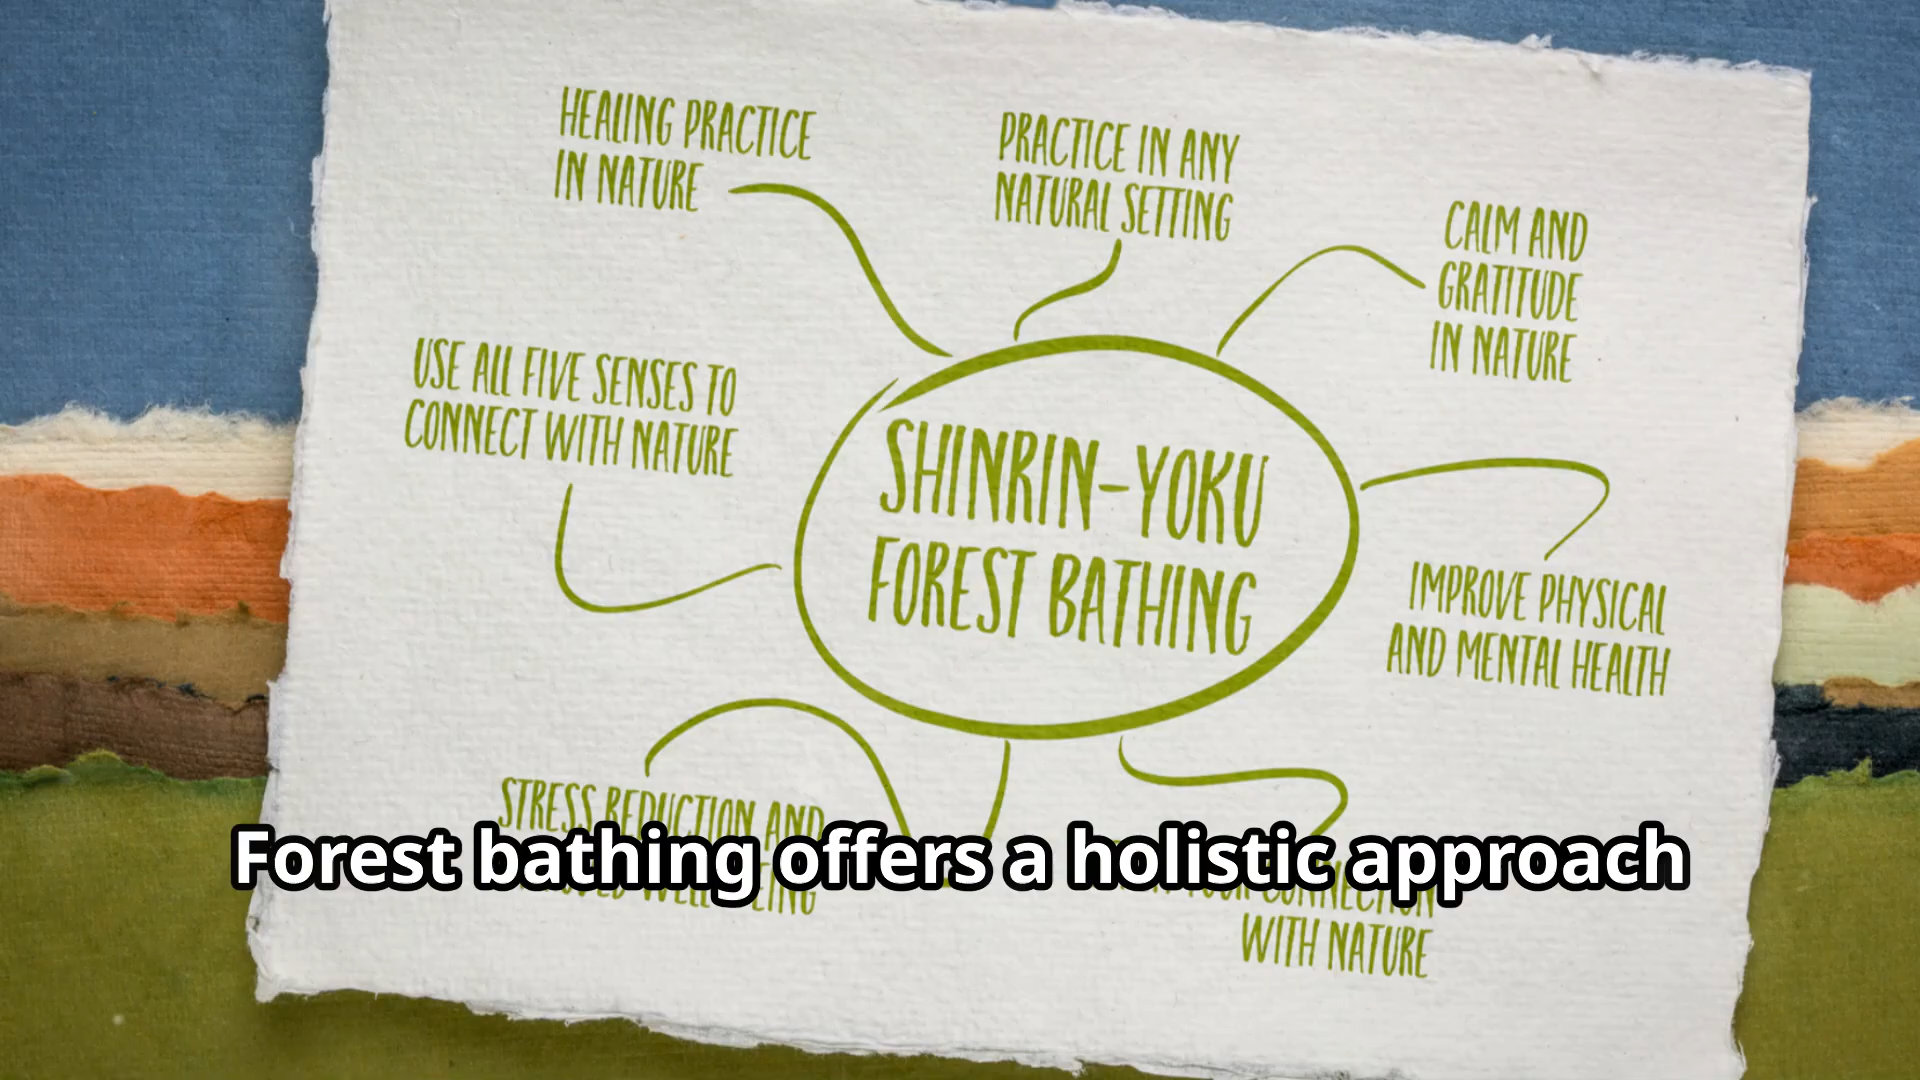 HEALING PRACTICE
IN NATURE
PRACTICE IN ANY
NATURAL SETTING
CALM AND
GRATITUDE
IN NATURE
USE ALL FIVE SENSES TO
CONNECT WITH NATURE
SHINRIN-YOKU
FOREST BATHING
IMPROVE PHYSICAL
AND MENTAL HEALTH
STRESS REDUCTION AND
CONNECTION
WITH NATURE
Forest bathing offers a holistic approach